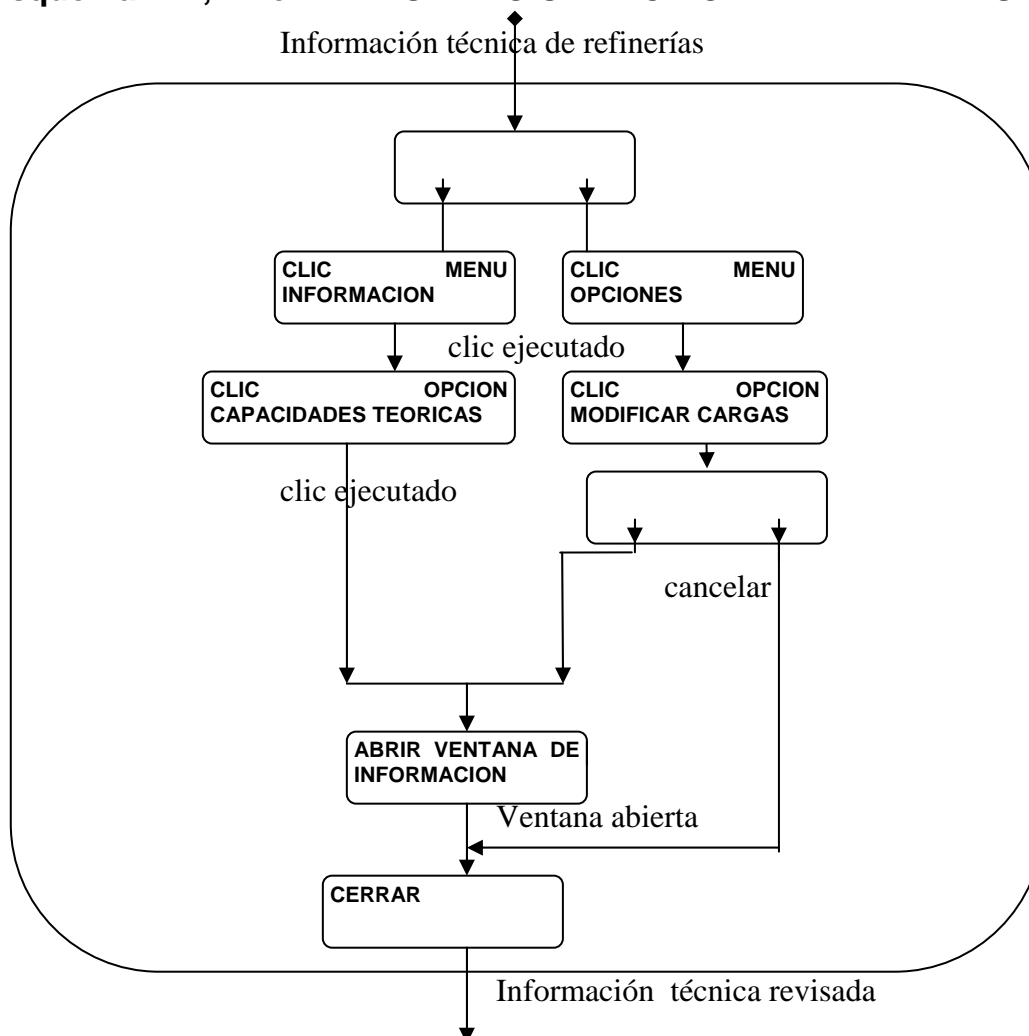 Información técnica de refinerías
CLIC MENU
INFORMACION
CLIC MENU
OPCIONES
clic ejecutado
CLIC OPCION
CAPACIDADES TEORICAS
CLIC OPCION
MODIFICAR CARGAS
clic ejecutado
cancelar
ABRIR VENTANA DE
INFORMACION
Ventana abierta
CERRAR
Información técnica revisada